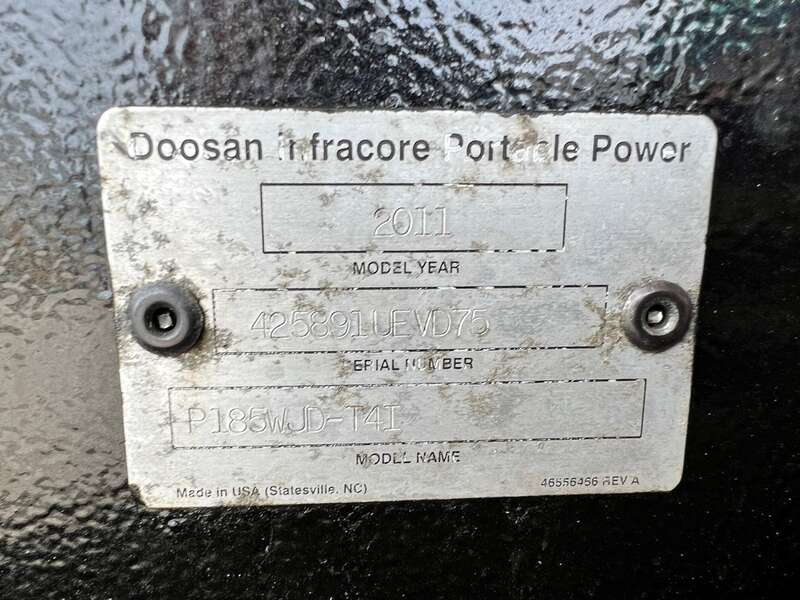 Doosan Infracore Portable Power
2011
MODEL YEAR
425891UEVD75
SERIAL NUMBER
P185WJD-T4I
MODEL NAME
Made in USA (Statesville, NC)
46556466 REV A